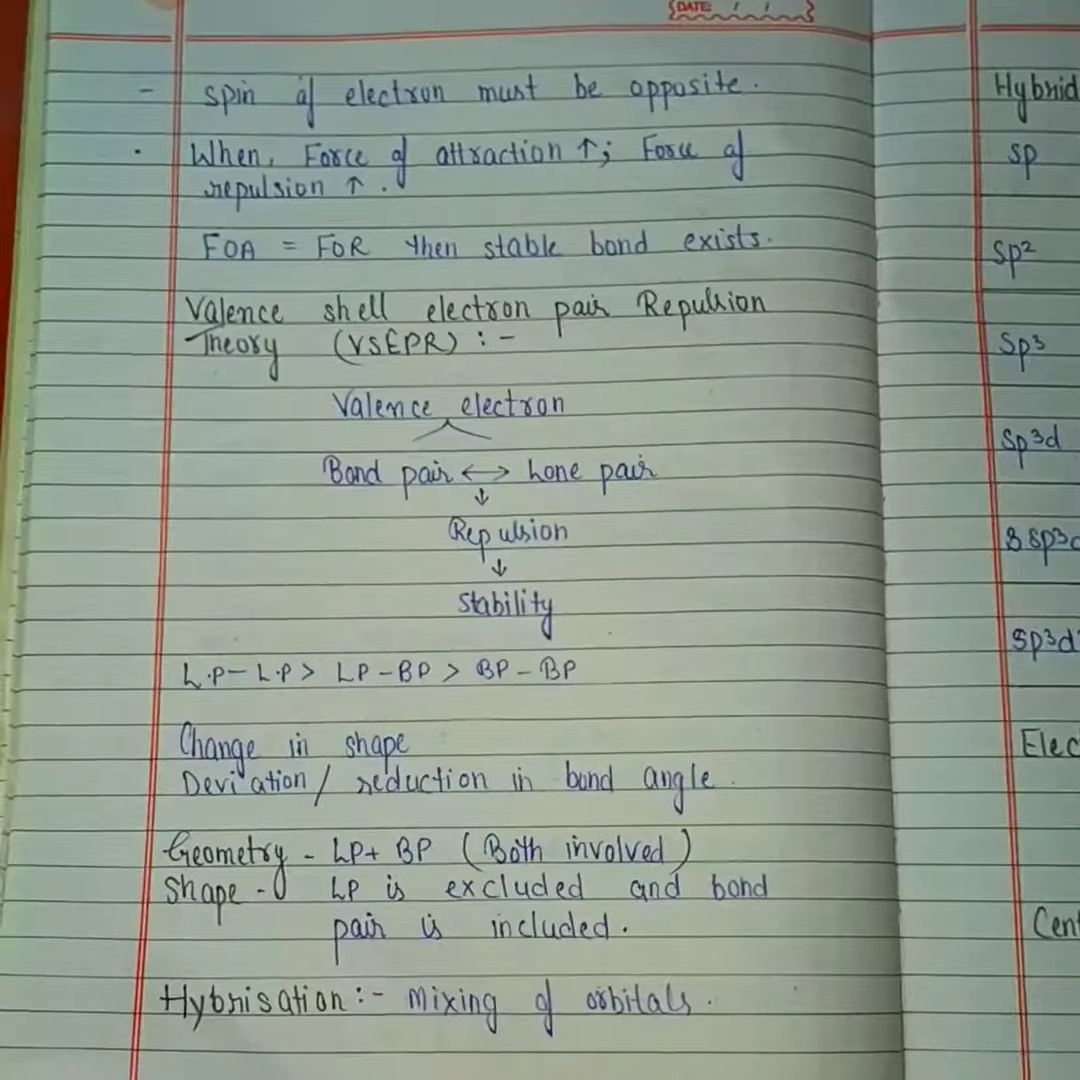 DATE: / /
- spin of electron must be opposite.
. When, Force of attraction ↑; Force of
repulsion ↑.
FOA = FOR then stable bond exists.
Valence shell electron pair Repulsion
Theory (VSEPR) :-
Valence electron
Bond pair ↔ Lone pair
↓
Repulsion
↓
Stability
L.P - L.P > LP - BP > BP - BP
Change in shape
Deviation / reduction in bond angle.
Geometry - LP + BP (Both involved)
Shape - LP is excluded and bond
pair is included.
Hybrisation :- Mixing of orbitals.
Hybrid
sp
Sp²
Sp³
Sp³d
Sp³d
Elec
Cent